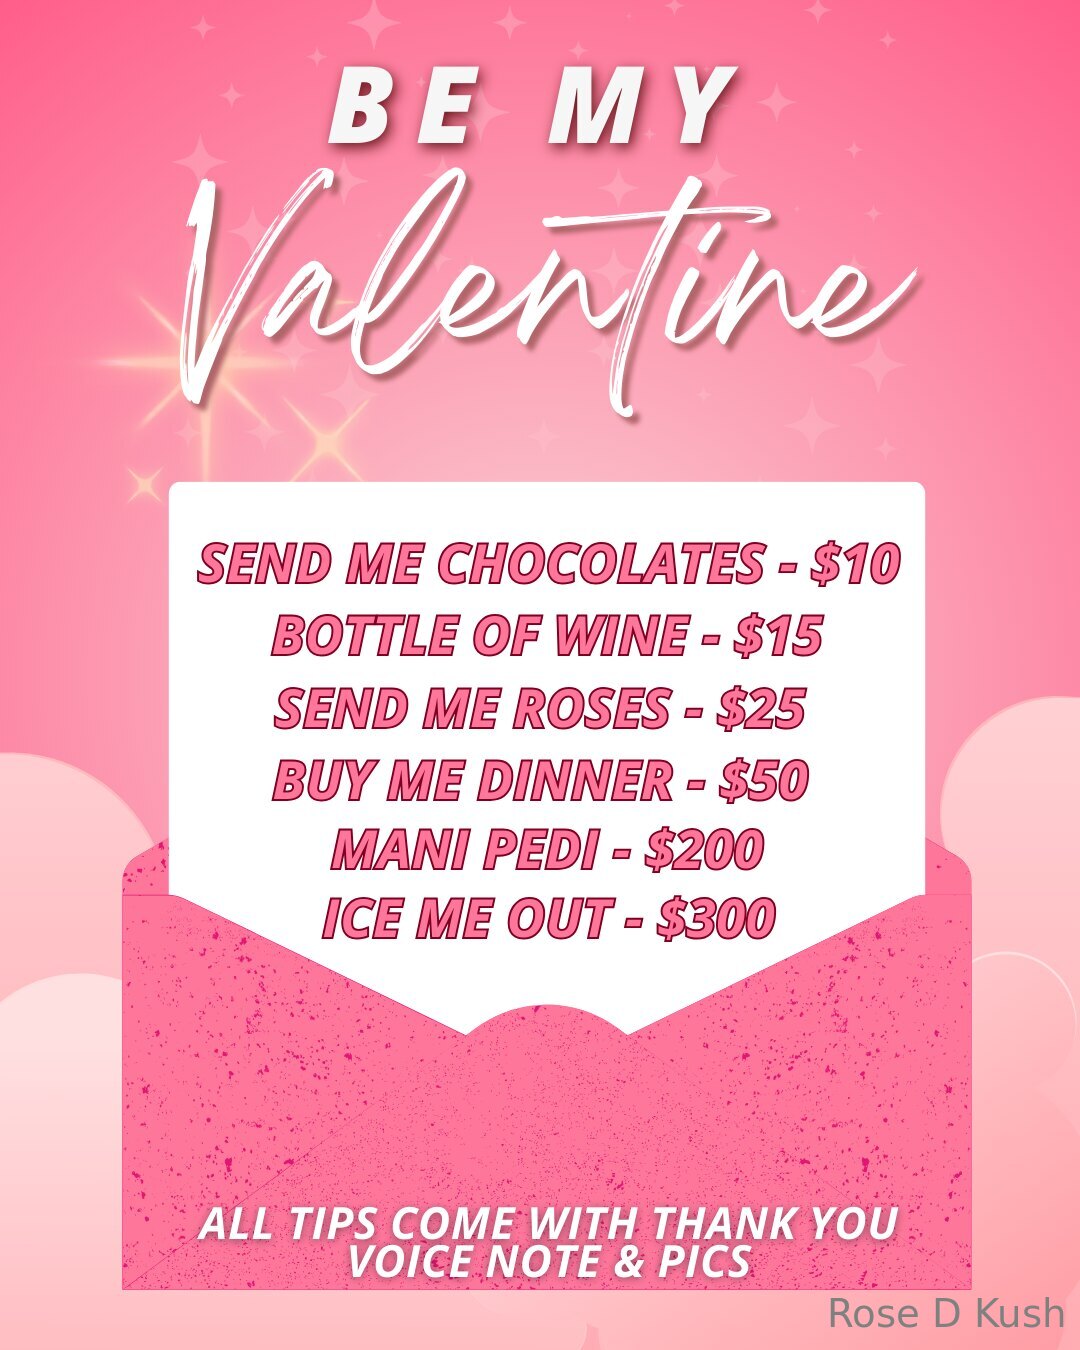 BE MY
Valentine
SEND ME CHOCOLATES - $10
BOTTLE OF WINE - $15
SEND ME ROSES - $25
BUY ME DINNER - $50
MANI PEDI - $200
ICE ME OUT - $300
ALL TIPS COME WITH THANK YOU
VOICE NOTE & PICS
Rose D Kush